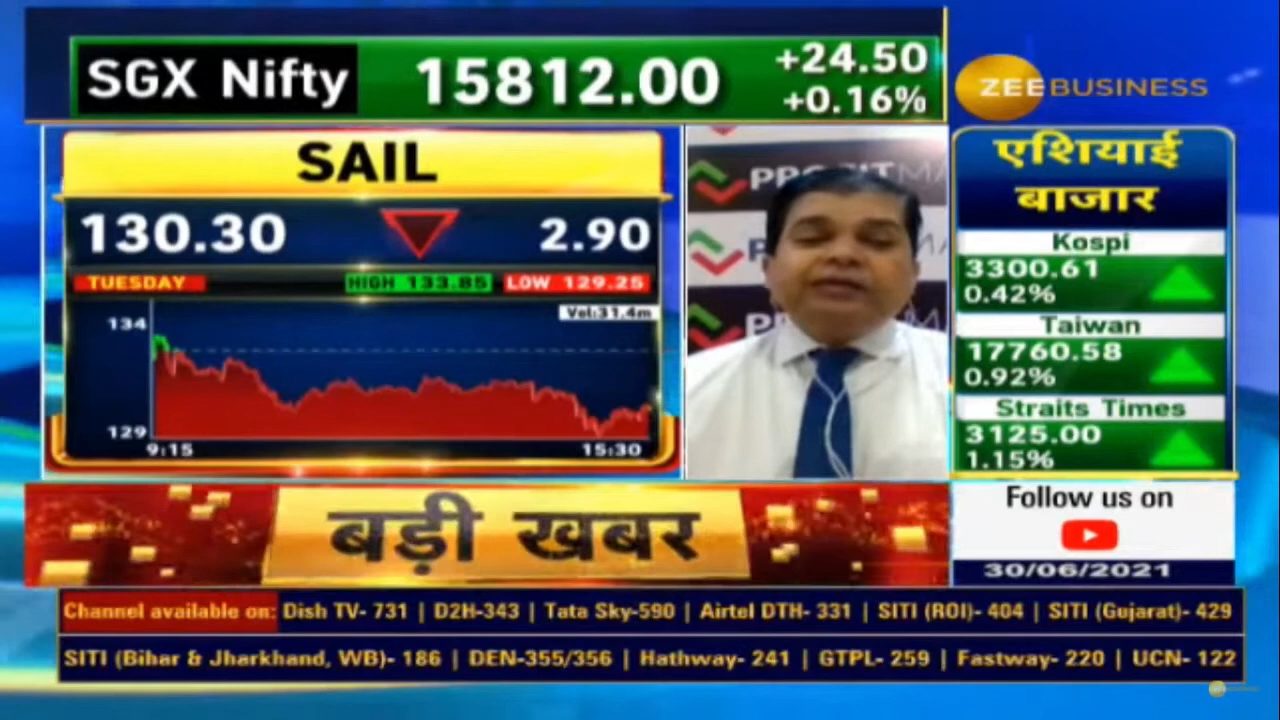 SGX Nifty 15812.00 +24.50
+0.16%
ZEEBUSINESS
SAIL
130.30 2.90
TUESDAY HIGH 133.85 LOW 129.25
Vol:31.4m
134
129
9:15 15:30
एशियाई
बाजार
Kospi
3300.61
0.42%
Taiwan
17760.58
0.92%
Straits Times
3125.00
1.15%
बड़ी खबर
Follow us on
30/06/2021
Channel available on: Dish TV- 731 | D2H-343 | Tata Sky-590 | Airtel DTH- 331 | SITI (ROI)- 404 | SITI (Gujarat)- 429
SITI (Bihar & Jharkhand, WB)- 186 | DEN-355/356 | Hathway- 241 | GTPL- 259 | Fastway- 220 | UCN- 122